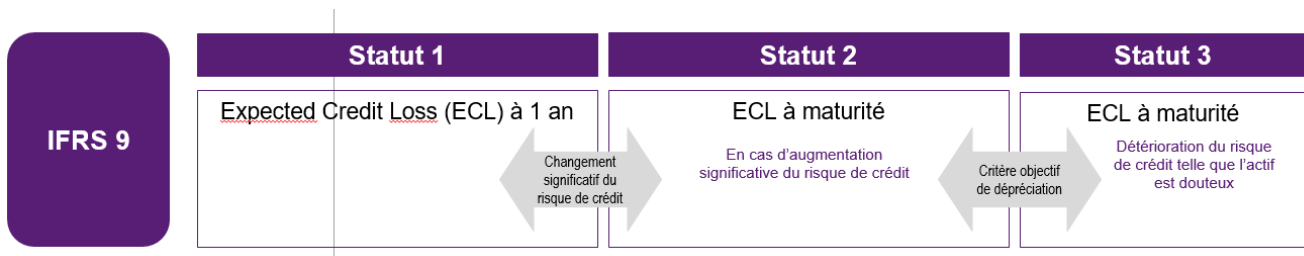 IFRS 9
Statut 1
Expected Credit Loss (ECL) à 1 an
Changement
significatif du
risque de crédit
Statut 2
ECL à maturité
En cas d'augmentation
significative du risque de crédit
Critère objectif
de dépréciation
Statut 3
ECL à maturité
Détérioration du risque
de crédit telle que l'actif
est douteux